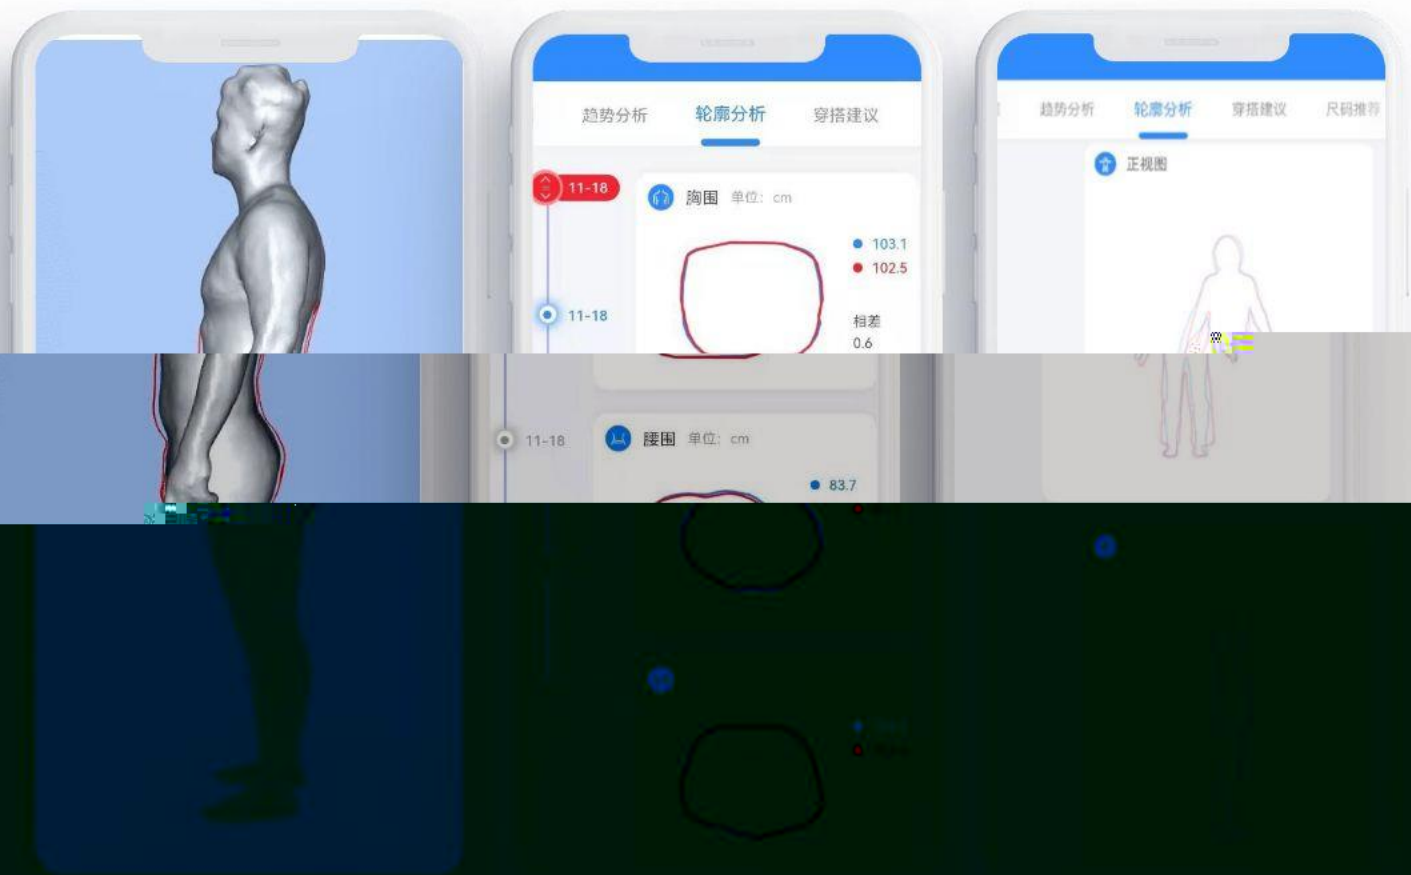 趋势分析 轮廓分析 穿搭建议
11-18
胸围 单位: cm
103.1
102.5
11-18
相差
0.6
11-18
腰围 单位: cm
83.7
趋势分析 轮廓分析 穿搭建议 尺码推荐
正视图